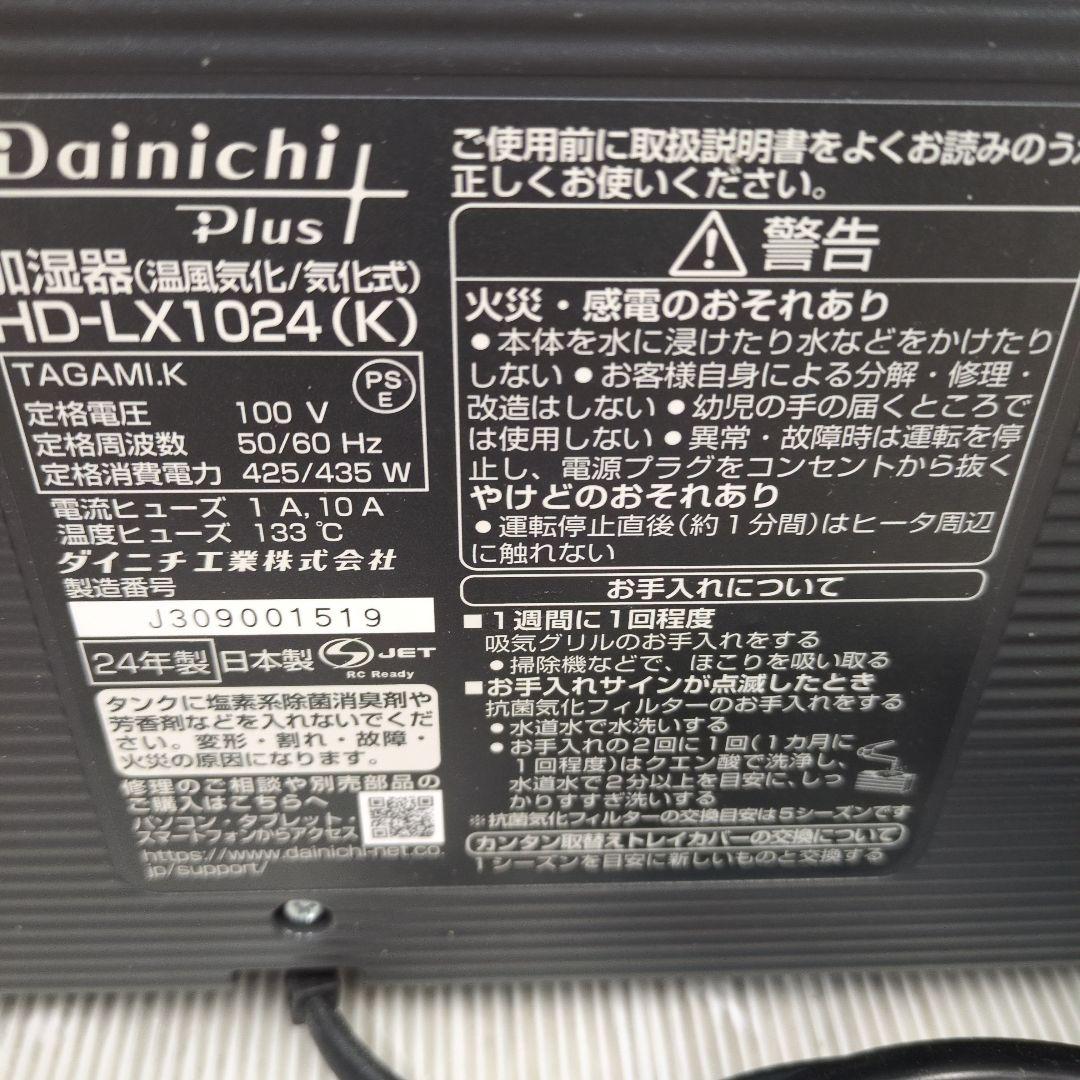 Dainichi
Plus
加湿器(温風気化/気化式)
HD-LX1024(K)
TAGAMI.K
PS
E
定格電圧 100 V
定格周波数 50/60 Hz
定格消費電力 425/435 W
電流ヒューズ 1 A, 10 A
温度ヒューズ 133 ℃
ダイニチ工業株式会社
製造番号
J309001519
24年製 日本製 S JET
RC Ready
タンクに塩素系除菌消臭剤や
芳香剤などを入れないでくだ
さい。変形・割れ・故障・
火災の原因になります。
修理のご相談や別売部品の
ご購入はこちらへ
パソコン・タブレット・
スマートフォンからアクセス
https://www.dainichi-net.co.
jp/support/
ご使用前に取扱説明書をよくお読みのうえ
正しくお使いください。
警告
火災・感電のおそれあり
●本体を水に浸けたり水などをかけたり
しない●お客様自身による分解・修理・
改造はしない●幼児の手の届くところで
は使用しない●異常・故障時は運転を停
止し、電源プラグをコンセントから抜く
やけどのおそれあり
●運転停止直後(約1分間)はヒータ周辺
に触れない
お手入れについて
■1週間に1回程度
吸気グリルのお手入れをする
●掃除機などで、ほこりを吸い取る
■お手入れサインが点滅したとき
抗菌気化フィルターのお手入れをする
●水道水で水洗いする
●お手入れの2回に1回(1カ月に
1回程度)はクエン酸で洗浄し、
水道水で2分以上を目安に、しっ
かりすすぎ洗いする
※抗菌気化フィルターの交換目安は5シーズンです
カンタン取替えトレイカバーの交換について
1シーズンを目安に新しいものと交換する